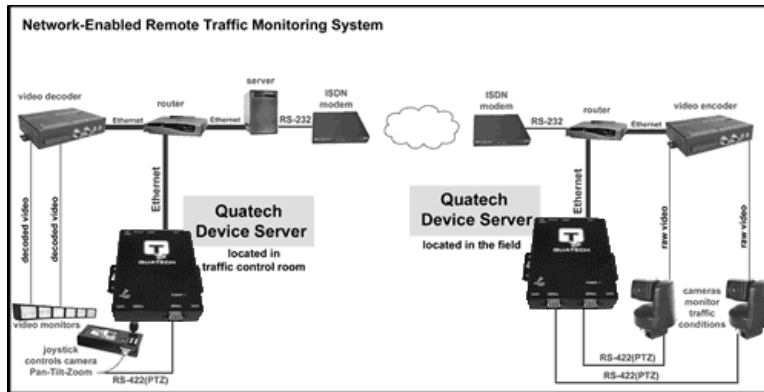 Network-Enabled Remote Traffic Monitoring System
video decoder
router
server
ISDN
modem
ISDN
modem
router
video encoder
Ethernet
Ethernet
RS-232
RS-232
Ethernet
Ethernet
Ethernet
decoded video
decoded video
raw video
raw video
Quatech
Device Server
located in
traffic control room
Quatech
Device Server
located in the field
QUATECH
QUATECH
video monitors
joystick
controls camera
Pan-Tilt-Zoom
RS-422(PTZ)
cameras
monitor
traffic
conditions
RS-422(PTZ)
RS-422(PTZ)